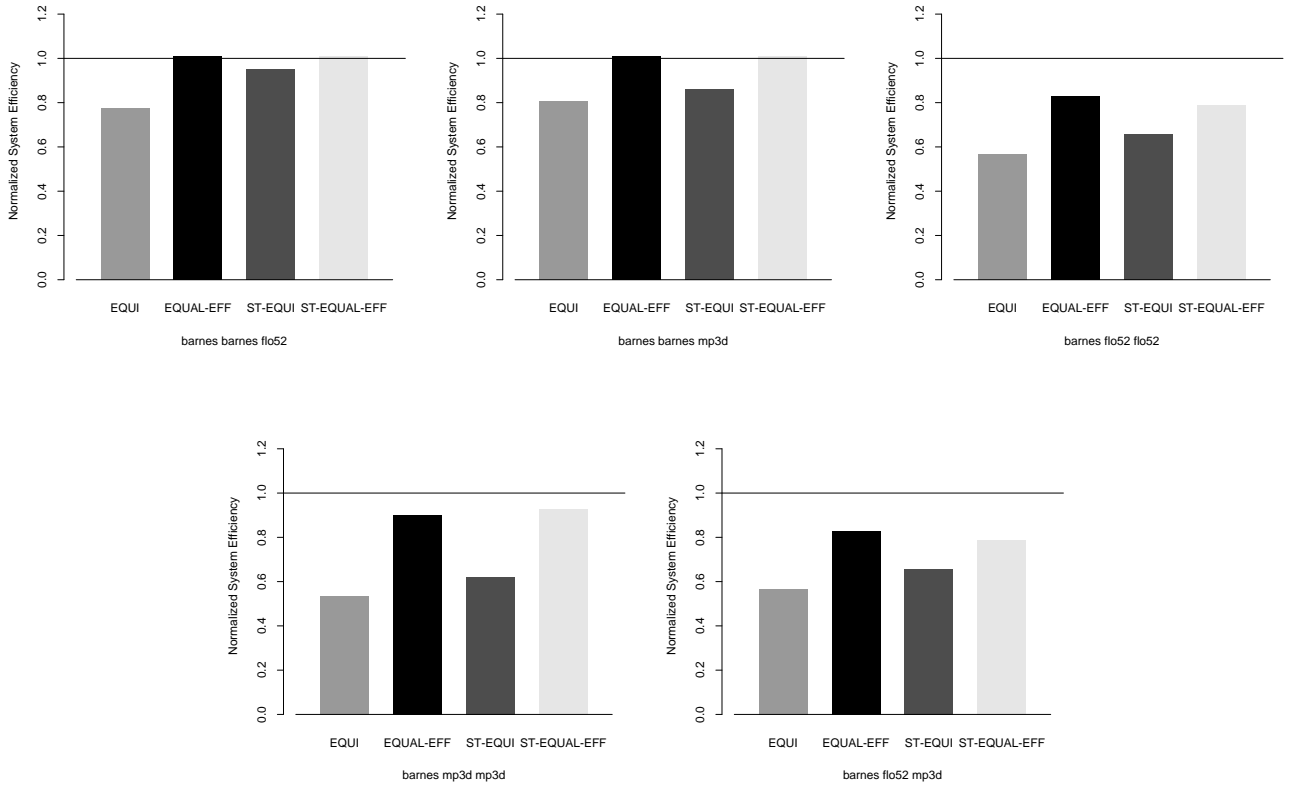 Normalized System Efficiency
0.0 0.2 0.4 0.6 0.8 1.0 1.2
EQUI EQUAL-EFF ST-EQUI ST-EQUAL-EFF
barnes barnes flo52
Normalized System Efficiency
0.0 0.2 0.4 0.6 0.8 1.0 1.2
EQUI EQUAL-EFF ST-EQUI ST-EQUAL-EFF
barnes barnes mp3d
Normalized System Efficiency
0.0 0.2 0.4 0.6 0.8 1.0 1.2
EQUI EQUAL-EFF ST-EQUI ST-EQUAL-EFF
barnes flo52 flo52
Normalized System Efficiency
0.0 0.2 0.4 0.6 0.8 1.0 1.2
EQUI EQUAL-EFF ST-EQUI ST-EQUAL-EFF
barnes mp3d mp3d
Normalized System Efficiency
0.0 0.2 0.4 0.6 0.8 1.0 1.2
EQUI EQUAL-EFF ST-EQUI ST-EQUAL-EFF
barnes flo52 mp3d